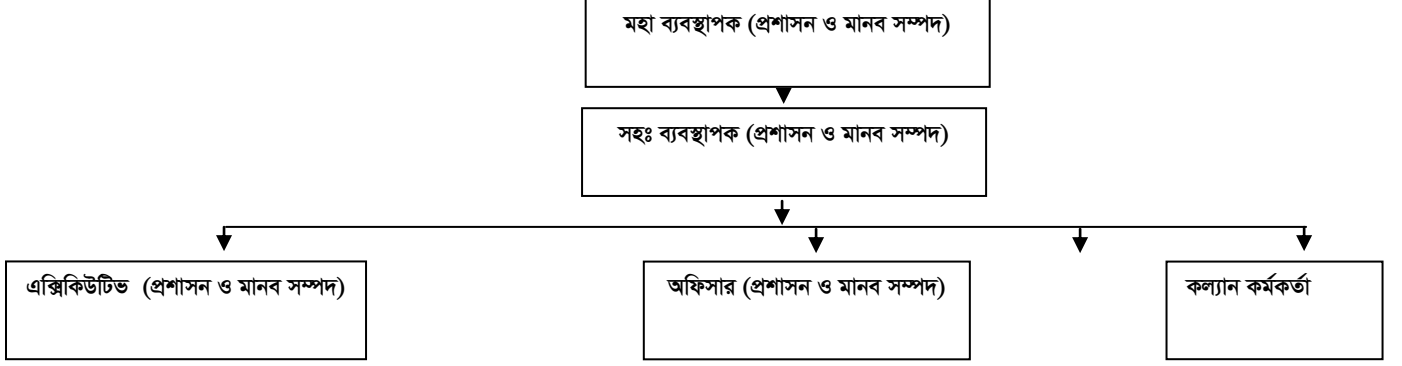 মহা ব্যবস্থাপক (প্রশাসন ও মানব সম্পদ)
সহঃ ব্যবস্থাপক (প্রশাসন ও মানব সম্পদ)
এক্সিকিউটিভ (প্রশাসন ও মানব সম্পদ)
অফিসার (প্রশাসন ও মানব সম্পদ)
কল্যান কর্মকর্তা